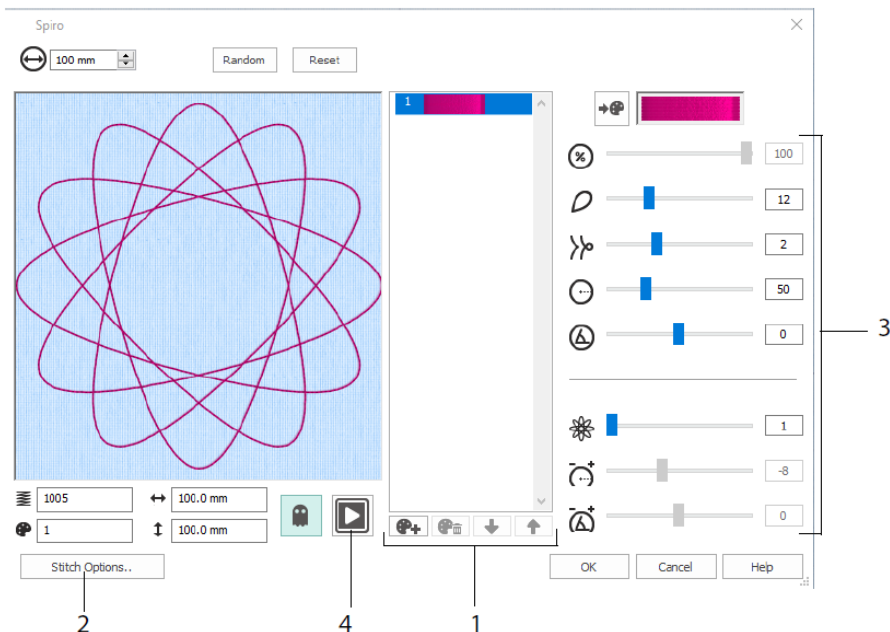 Spiro
100 mm Random Reset
1
100
12
2
50
0
1
-8
0
1005 100.0 mm
1 100.0 mm
Stitch Options.. OK Cancel Help
3
2 4 1